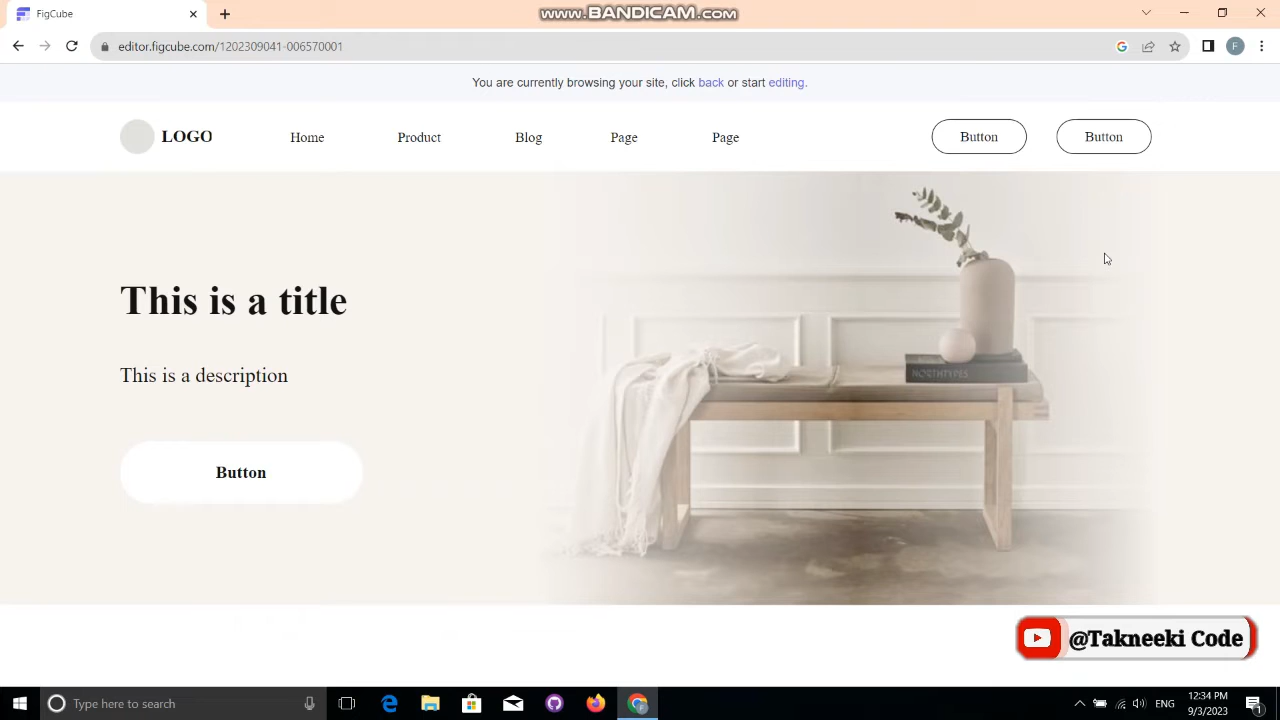 FigCube
www.BANDICAM.com
editor.figcube.com/1202309041-006570001
F
You are currently browsing your site, click back or start editing.
LOGO
Home
Product
Blog
Page
Page
Button
Button
This is a title
This is a description
Button
NORTHTYPES
@Takneeki Code
Type here to search
ENG
12:34 PM
9/3/2023
1